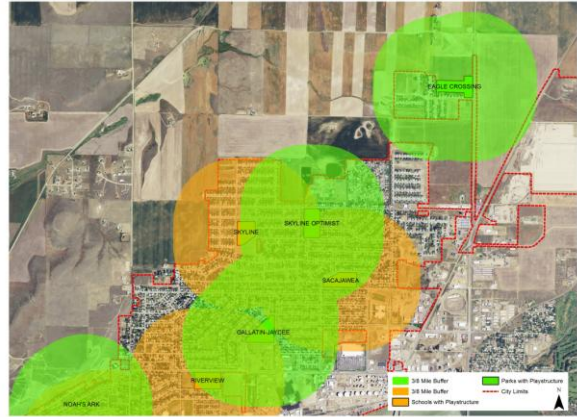 EAGLE CROSSING
SKYLINE OPTIMIST
SKYLINE
SACAJAWEA
GALLATIN-JAYCEE
RIVERVIEW
NOAH'S ARK
3/8 Mile Buffer
3/8 Mile Buffer
Schools with Playstructure
Parks with Playstructure
City Limits